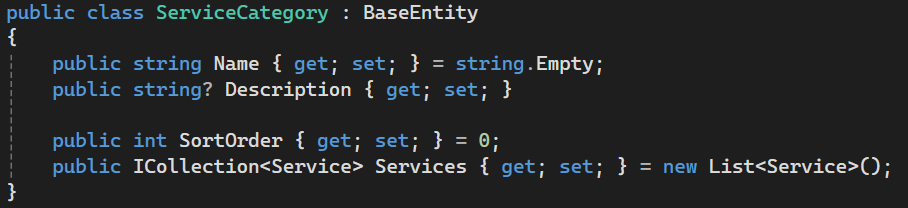 public class ServiceCategory : BaseEntity
{
    public string Name { get; set; } = string.Empty;
    public string? Description { get; set; }

    public int SortOrder { get; set; } = 0;
    public ICollection<Service> Services { get; set; } = new List<Service>();
}